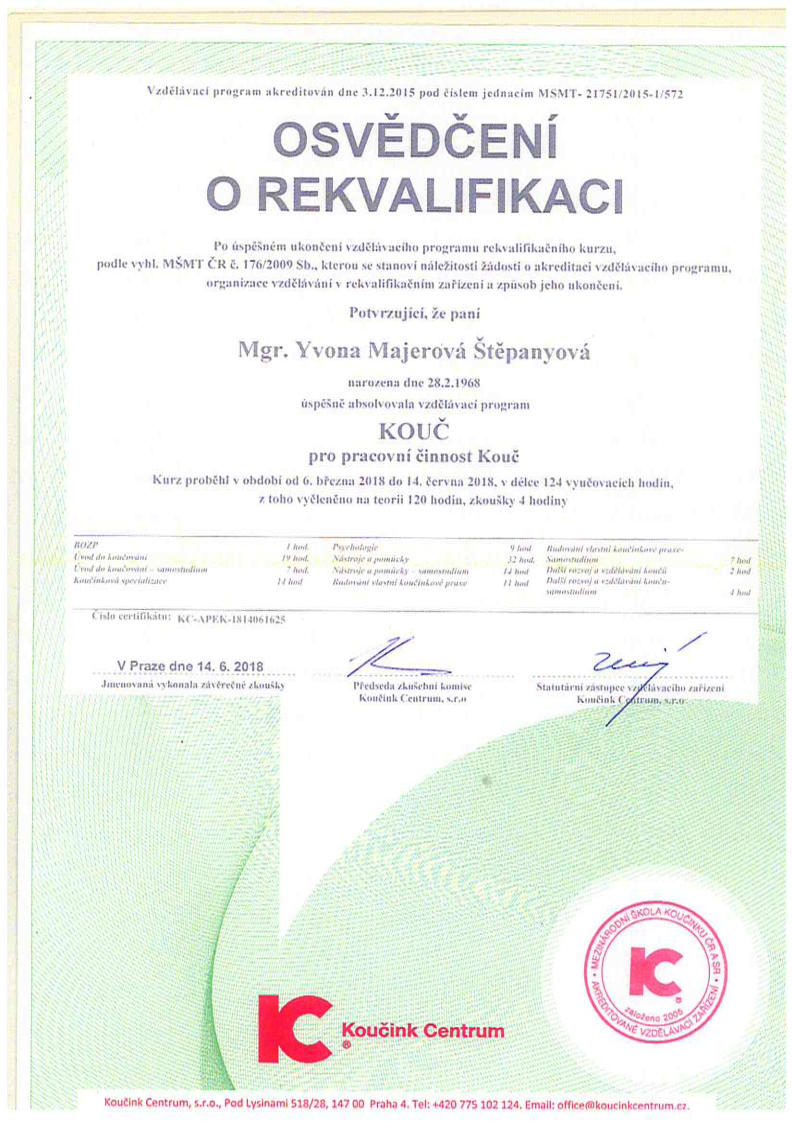 Vzdělávací program akreditován dne 3.12.2015 pod číslem jednacím MSMT- 21751/2015-1/572
OSVĚDČENÍ
O REKVALIFIKACI
Po úspěšném ukončení vzdělávacího programu rekvalifikačního kurzu,
podle vyhl. MŠMT ČR č. 176/2009 Sb., kterou se stanoví náležitosti žádosti o akreditaci vzdělávacího programu,
organizace vzdělávání v rekvalifikačním zařízení a způsob jeho ukončení.
Potvrzující, že paní
Mgr. Yvona Majerová Štěpanyová
narozena dne 28.2.1968
úspěšně absolvovala vzdělávací program
KOUČ
pro pracovní činnost Kouč
Kurz proběhl v období od 6. března 2018 do 14. června 2018, v délce 124 vyučovacích hodin,
z toho vyčleněno na teorii 120 hodin, zkoušky 4 hodiny
BOZP 1 hod.
Úvod do koučování 19 hod.
Úvod do koučování – samostudium 7 hod.
Koučinková specializace 14 hod
Psychologie 9 hod
Nástroje a pomůcky 32 hod.
Nástroje a pomůcky – samostudium 14 hod
Budování vlastní koučinkové praxe 11 hod
Budování vlastní koučinkové praxe-
Samostudium 7 hod
Další rozvoj a vzdělávání koučů 2 hod
Další rozvoj a vzdělávání koučů-
samostudium 4 hod
Číslo certifikátu: KC-APEK-1814061625
V Praze dne 14. 6. 2018
Jmenovaná vykonala závěrečné zkoušky
Předseda zkušební komise
Koučink Centrum, s.r.o
Statutární zástupce vzdělávacího zařízení
Koučink Centrum, s.r.o.
MEZINÁRODNÍ ŠKOLA KOUČINKU ČR A SR
KC
®
založeno 2005
AKREDITOVANÉ VZDĚLÁVACÍ ZAŘÍZENÍ
KC
®
Koučink Centrum
Koučink Centrum, s.r.o., Pod Lysinami 518/28, 147 00 Praha 4. Tel: +420 775 102 124. Email: office@koucinkcentrum.cz.